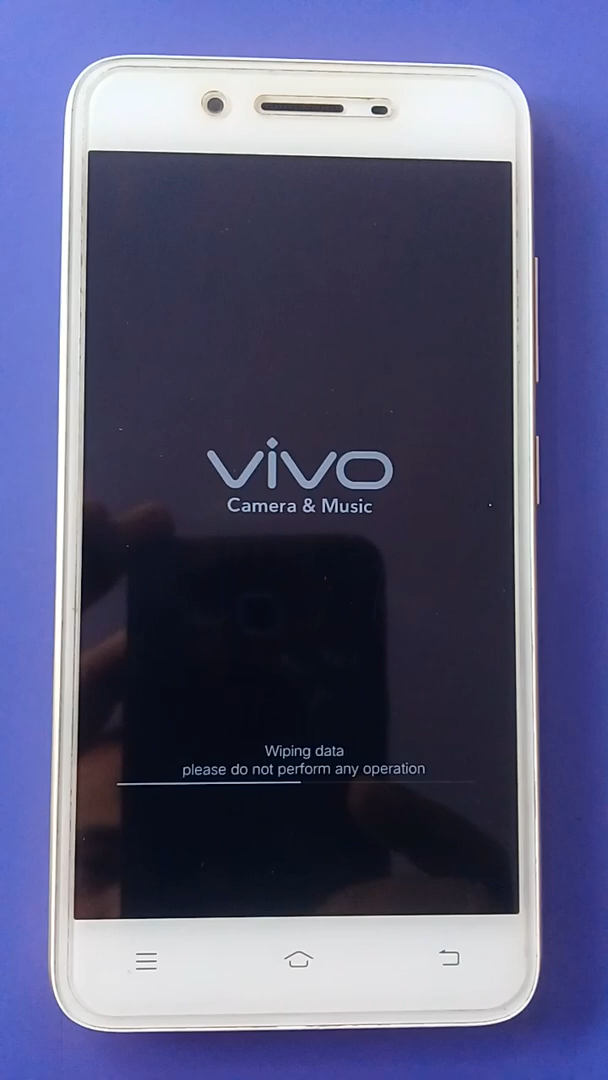 vivo
Camera & Music
Wiping data
please do not perform any operation